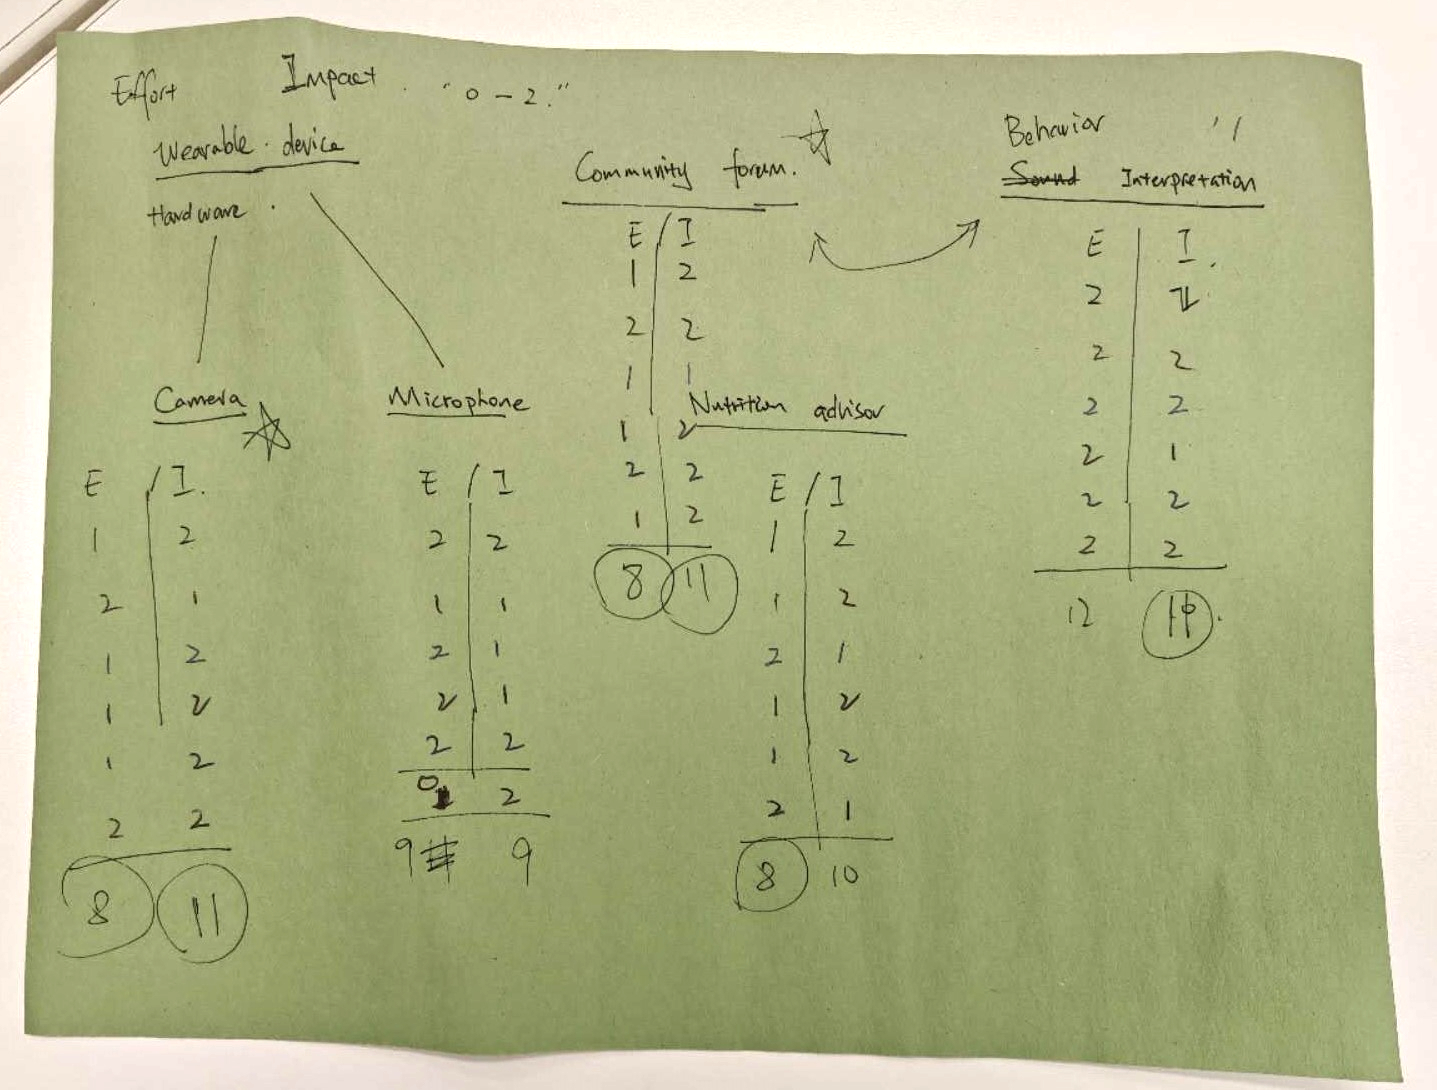 Effort Impact. "0 - 2."
Wearable. device
Hardware.
Camera
E / I.
1 2
2 1
1 2
1 2
1 2
2 2
8 11
Microphone
E / I
2 2
1 1
2 1
2 1
2 2
0 2
9 9
Community forum.
E / I
1 2
2 2
1 1
1 2
2 2
1 2
8 11
Nutrition advisor
E / I
1 2
1 2
2 1
1 2
1 2
2 1
8 10
Behavior
Sound Interpretation
E I.
2
2 2
2 2
2 1
2 2
2 2
12